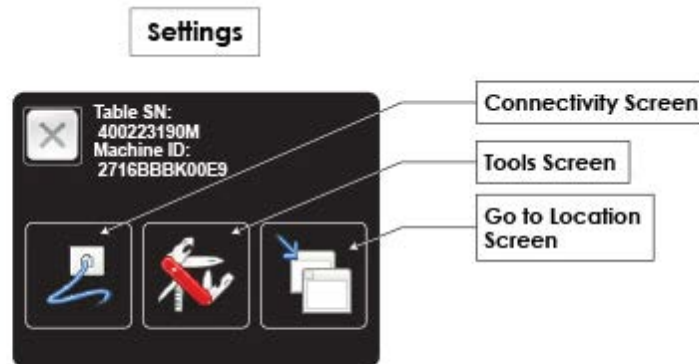 Settings
Table SN:
400223190M
Machine ID:
2716BBBK00E9
Connectivity Screen
Tools Screen
Go to Location
Screen